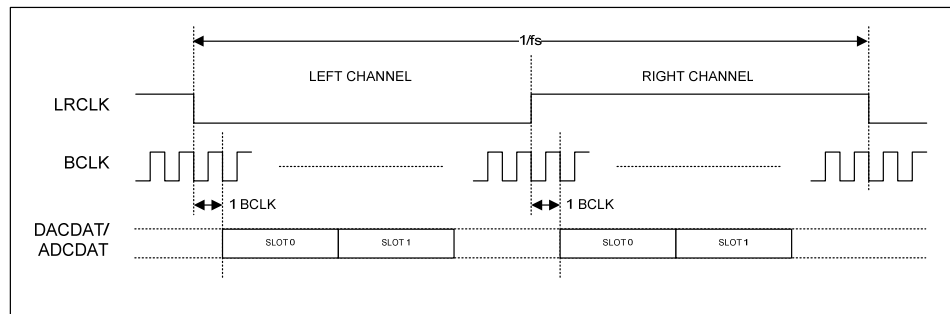 1/fs
LEFT CHANNEL
RIGHT CHANNEL
LRCLK
BCLK
1 BCLK
1 BCLK
DACDAT/
ADCDAT
SLOT 0
SLOT 1
SLOT 0
SLOT 1